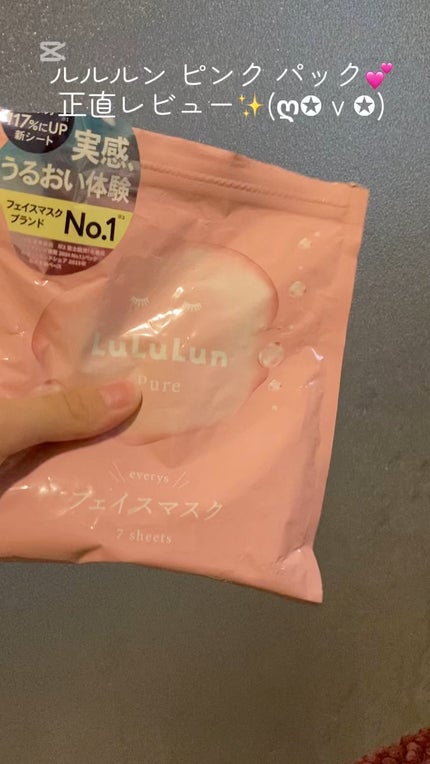 ルルルン ピンク パック💕
正直レビュー✨(ღ✪ v ✪)
17%にUP
新シート
実感、
うるおい体験
フェイスマスク
ブランド
No.1
LuLuLun
Pure
everys
フェイスマスク
7 sheets